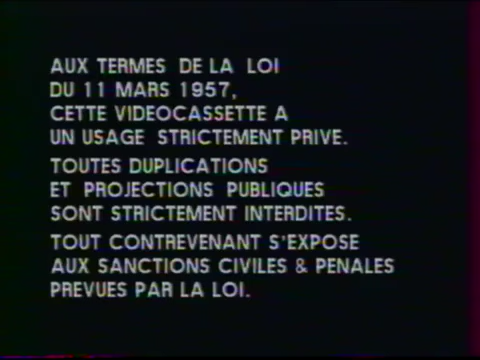 AUX TERMES DE LA LOI
DU 11 MARS 1957,
CETTE VIDEOCASSETTE A
UN USAGE STRICTEMENT PRIVE.
TOUTES DUPLICATIONS
ET PROJECTIONS PUBLIQUES
SONT STRICTEMENT INTERDITES.
TOUT CONTREVENANT S'EXPOSE
AUX SANCTIONS CIVILES & PENALES
PREVUES PAR LA LOI.